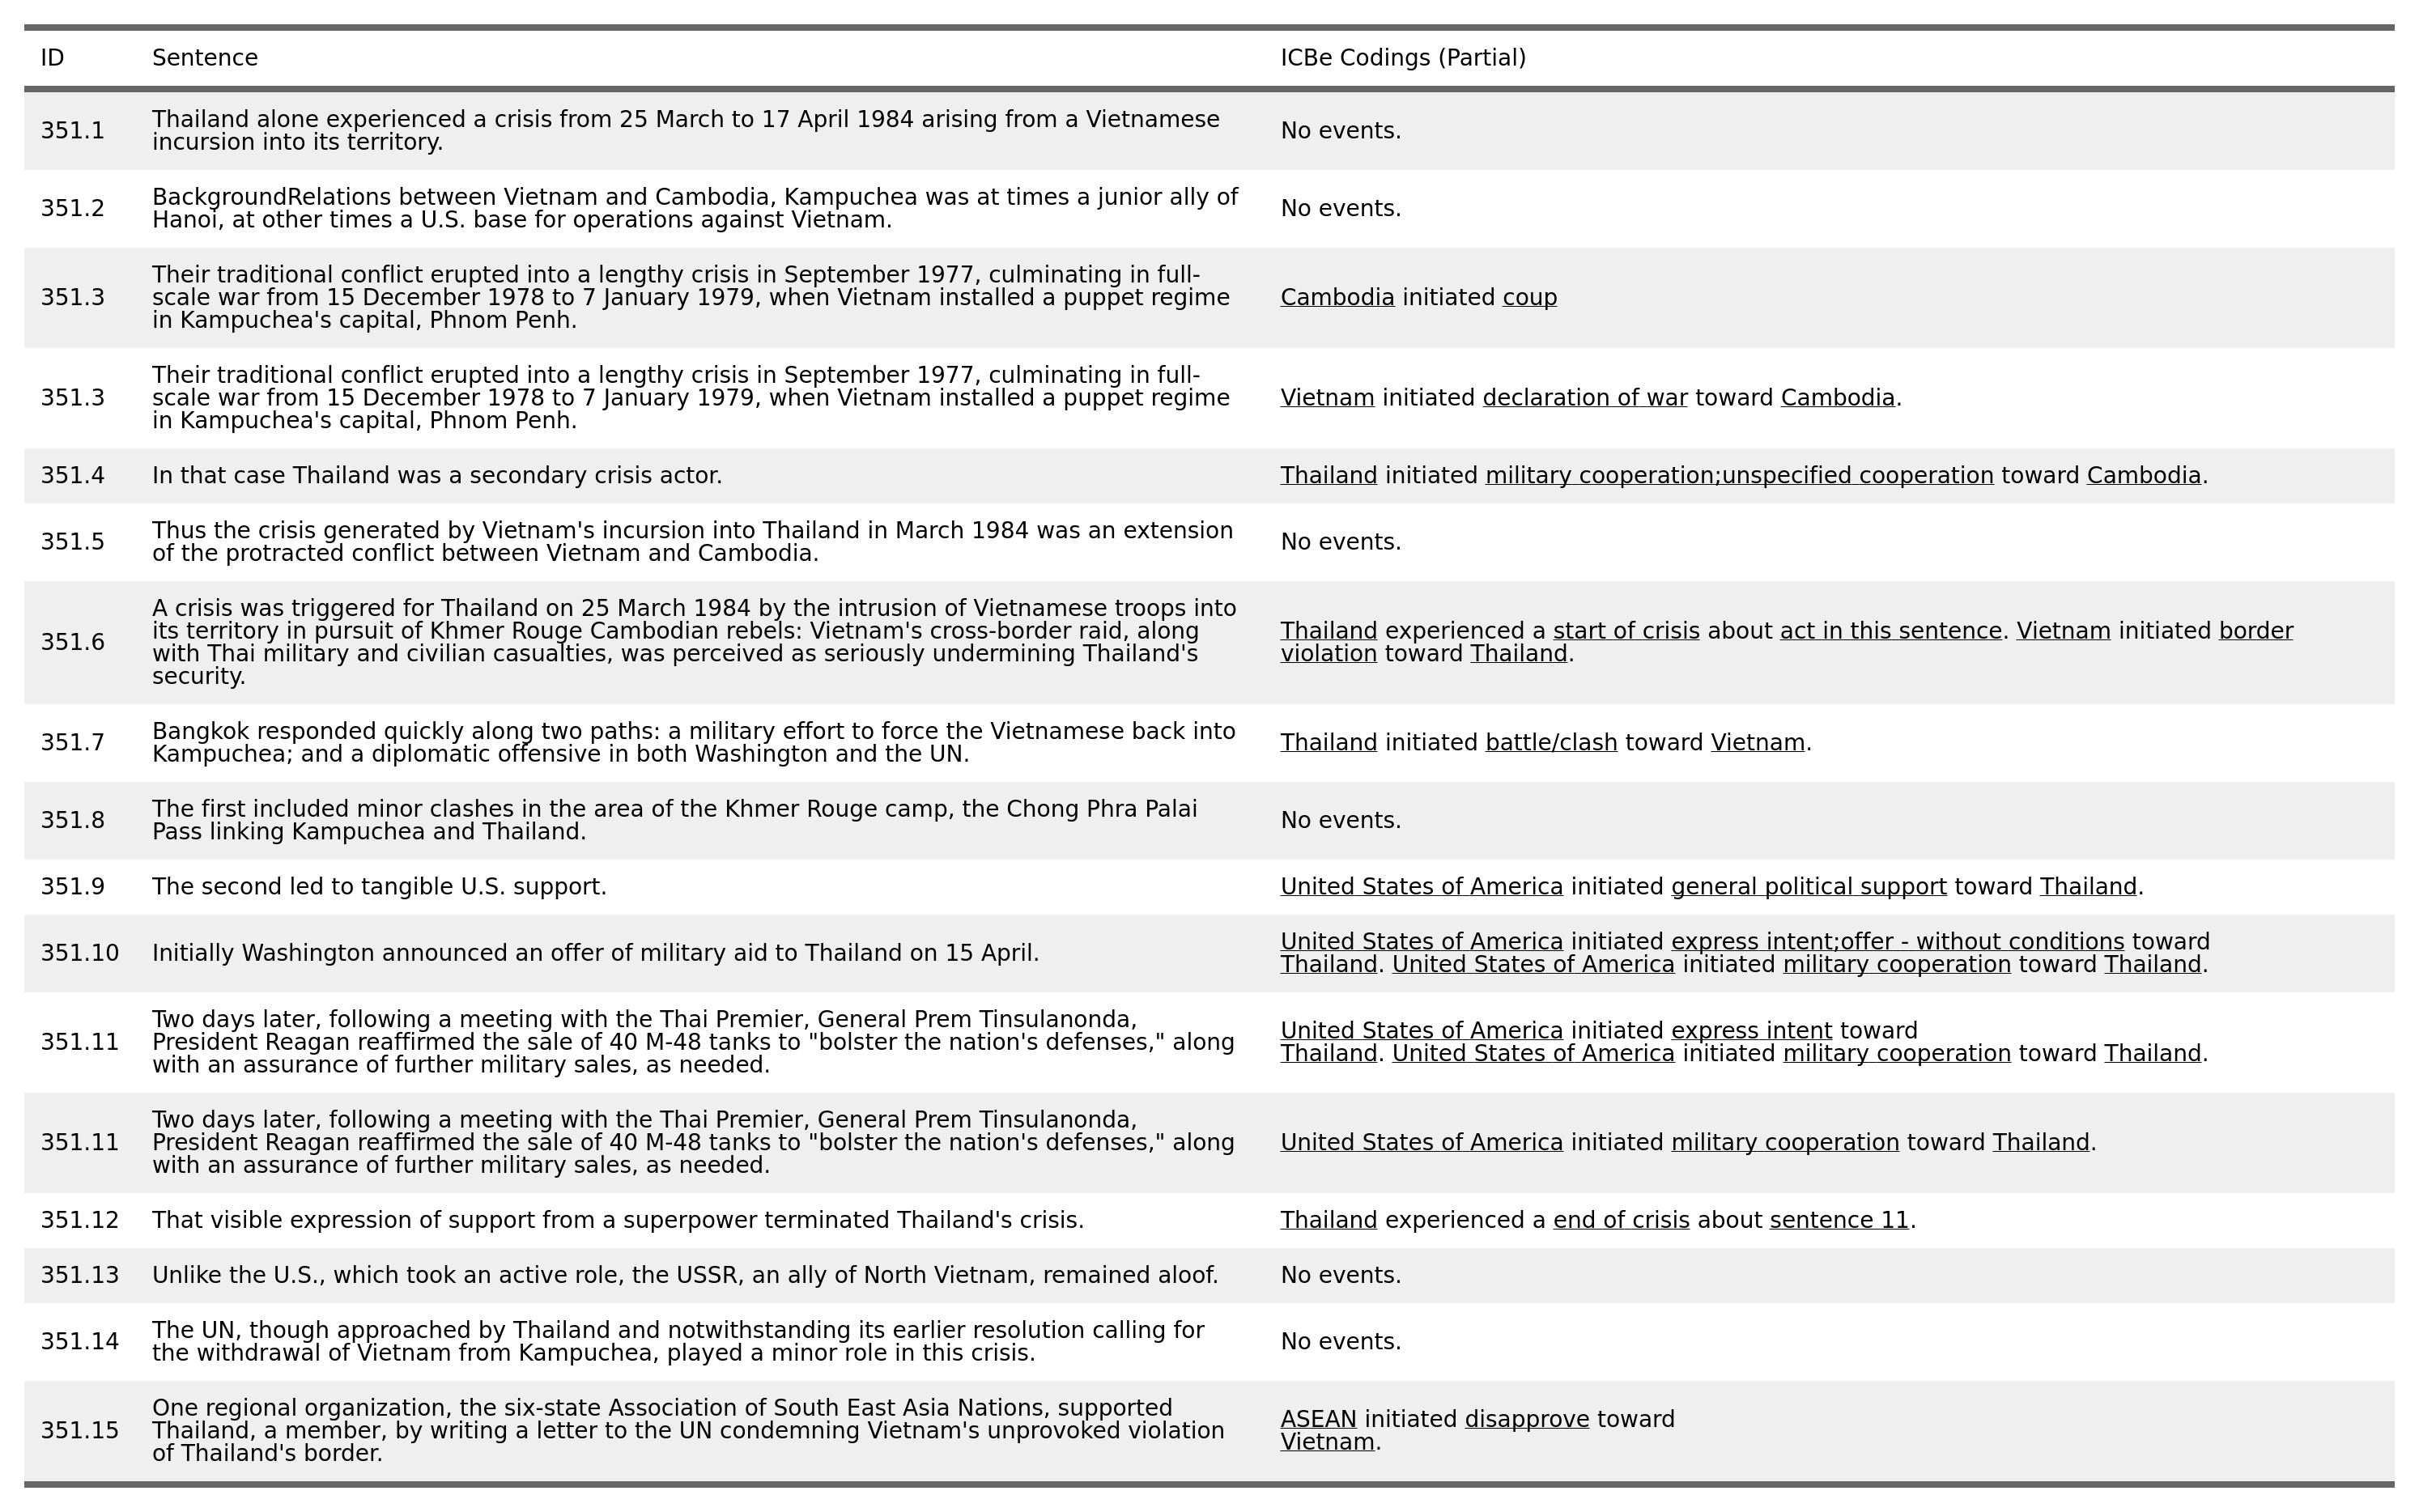 ID Sentence ICBe Codings (Partial)
351.1 Thailand alone experienced a crisis from 25 March to 17 April 1984 arising from a Vietnamese
incursion into its territory.
No events.
351.2 BackgroundRelations between Vietnam and Cambodia, Kampuchea was at times a junior ally of
Hanoi, at other times a U.S. base for operations against Vietnam.
No events.
351.3 Their traditional conflict erupted into a lengthy crisis in September 1977, culminating in full-
scale war from 15 December 1978 to 7 January 1979, when Vietnam installed a puppet regime
in Kampuchea's capital, Phnom Penh.
Cambodia initiated coup
351.3 Their traditional conflict erupted into a lengthy crisis in September 1977, culminating in full-
scale war from 15 December 1978 to 7 January 1979, when Vietnam installed a puppet regime
in Kampuchea's capital, Phnom Penh.
Vietnam initiated declaration of war toward Cambodia.
351.4 In that case Thailand was a secondary crisis actor.
Thailand initiated military cooperation;unspecified cooperation toward Cambodia.
351.5 Thus the crisis generated by Vietnam's incursion into Thailand in March 1984 was an extension
of the protracted conflict between Vietnam and Cambodia.
No events.
351.6 A crisis was triggered for Thailand on 25 March 1984 by the intrusion of Vietnamese troops into
its territory in pursuit of Khmer Rouge Cambodian rebels: Vietnam's cross-border raid, along
with Thai military and civilian casualties, was perceived as seriously undermining Thailand's
security.
Thailand experienced a start of crisis about act in this sentence. Vietnam initiated border
violation toward Thailand.
351.7 Bangkok responded quickly along two paths: a military effort to force the Vietnamese back into
Kampuchea; and a diplomatic offensive in both Washington and the UN.
Thailand initiated battle/clash toward Vietnam.
351.8 The first included minor clashes in the area of the Khmer Rouge camp, the Chong Phra Palai
Pass linking Kampuchea and Thailand.
No events.
351.9 The second led to tangible U.S. support.
United States of America initiated general political support toward Thailand.
351.10 Initially Washington announced an offer of military aid to Thailand on 15 April.
United States of America initiated express intent;offer - without conditions toward
Thailand. United States of America initiated military cooperation toward Thailand.
351.11 Two days later, following a meeting with the Thai Premier, General Prem Tinsulanonda,
President Reagan reaffirmed the sale of 40 M-48 tanks to "bolster the nation's defenses," along
with an assurance of further military sales, as needed.
United States of America initiated express intent toward
Thailand. United States of America initiated military cooperation toward Thailand.
351.11 Two days later, following a meeting with the Thai Premier, General Prem Tinsulanonda,
President Reagan reaffirmed the sale of 40 M-48 tanks to "bolster the nation's defenses," along
with an assurance of further military sales, as needed.
United States of America initiated military cooperation toward Thailand.
351.12 That visible expression of support from a superpower terminated Thailand's crisis.
Thailand experienced a end of crisis about sentence 11.
351.13 Unlike the U.S., which took an active role, the USSR, an ally of North Vietnam, remained aloof.
No events.
351.14 The UN, though approached by Thailand and notwithstanding its earlier resolution calling for
the withdrawal of Vietnam from Kampuchea, played a minor role in this crisis.
No events.
351.15 One regional organization, the six-state Association of South East Asia Nations, supported
Thailand, a member, by writing a letter to the UN condemning Vietnam's unprovoked violation
of Thailand's border.
ASEAN initiated disapprove toward
Vietnam.